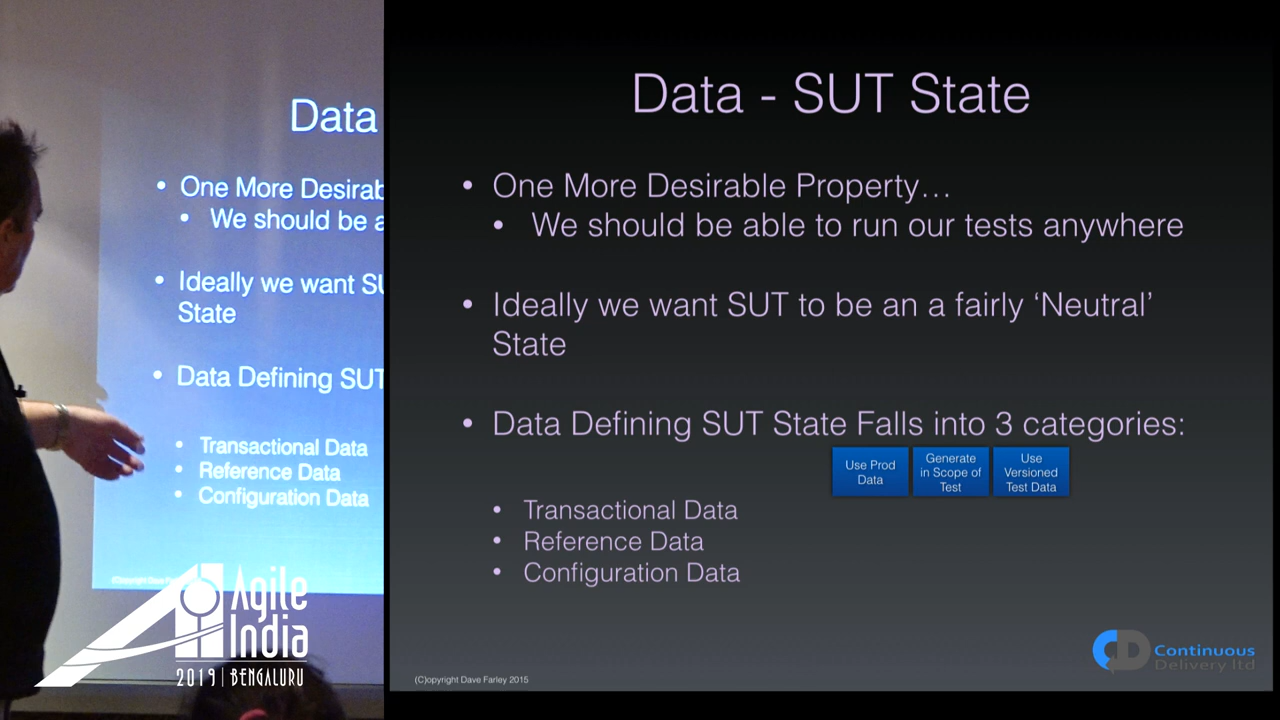 Data
• One More Desirab
• We should be a
• Ideally we want SU
State
• Data Defining SUT
• Transactional Data
• Reference Data
• Configuration Data
Agile
India
2019 | BENGALURU
Data - SUT State
• One More Desirable Property…
• We should be able to run our tests anywhere
• Ideally we want SUT to be an a fairly ‘Neutral’
State
• Data Defining SUT State Falls into 3 categories:
Use Prod
Data
Generate
in Scope of
Test
Use
Versioned
Test Data
• Transactional Data
• Reference Data
• Configuration Data
CD
Continuous
Delivery ltd
(C)opyright Dave Farley 2015